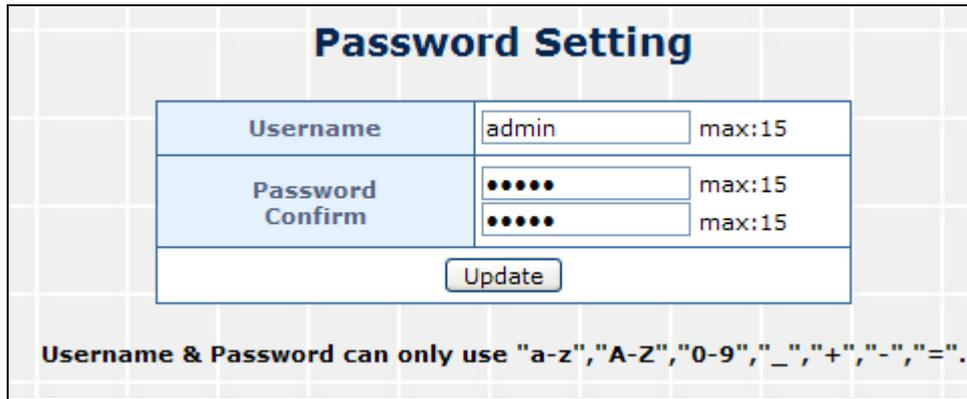 Password Setting
Username admin max:15
Password ••••• max:15
Confirm ••••• max:15
Update
Username & Password can only use "a-z","A-Z","0-9","_","+","-","=".